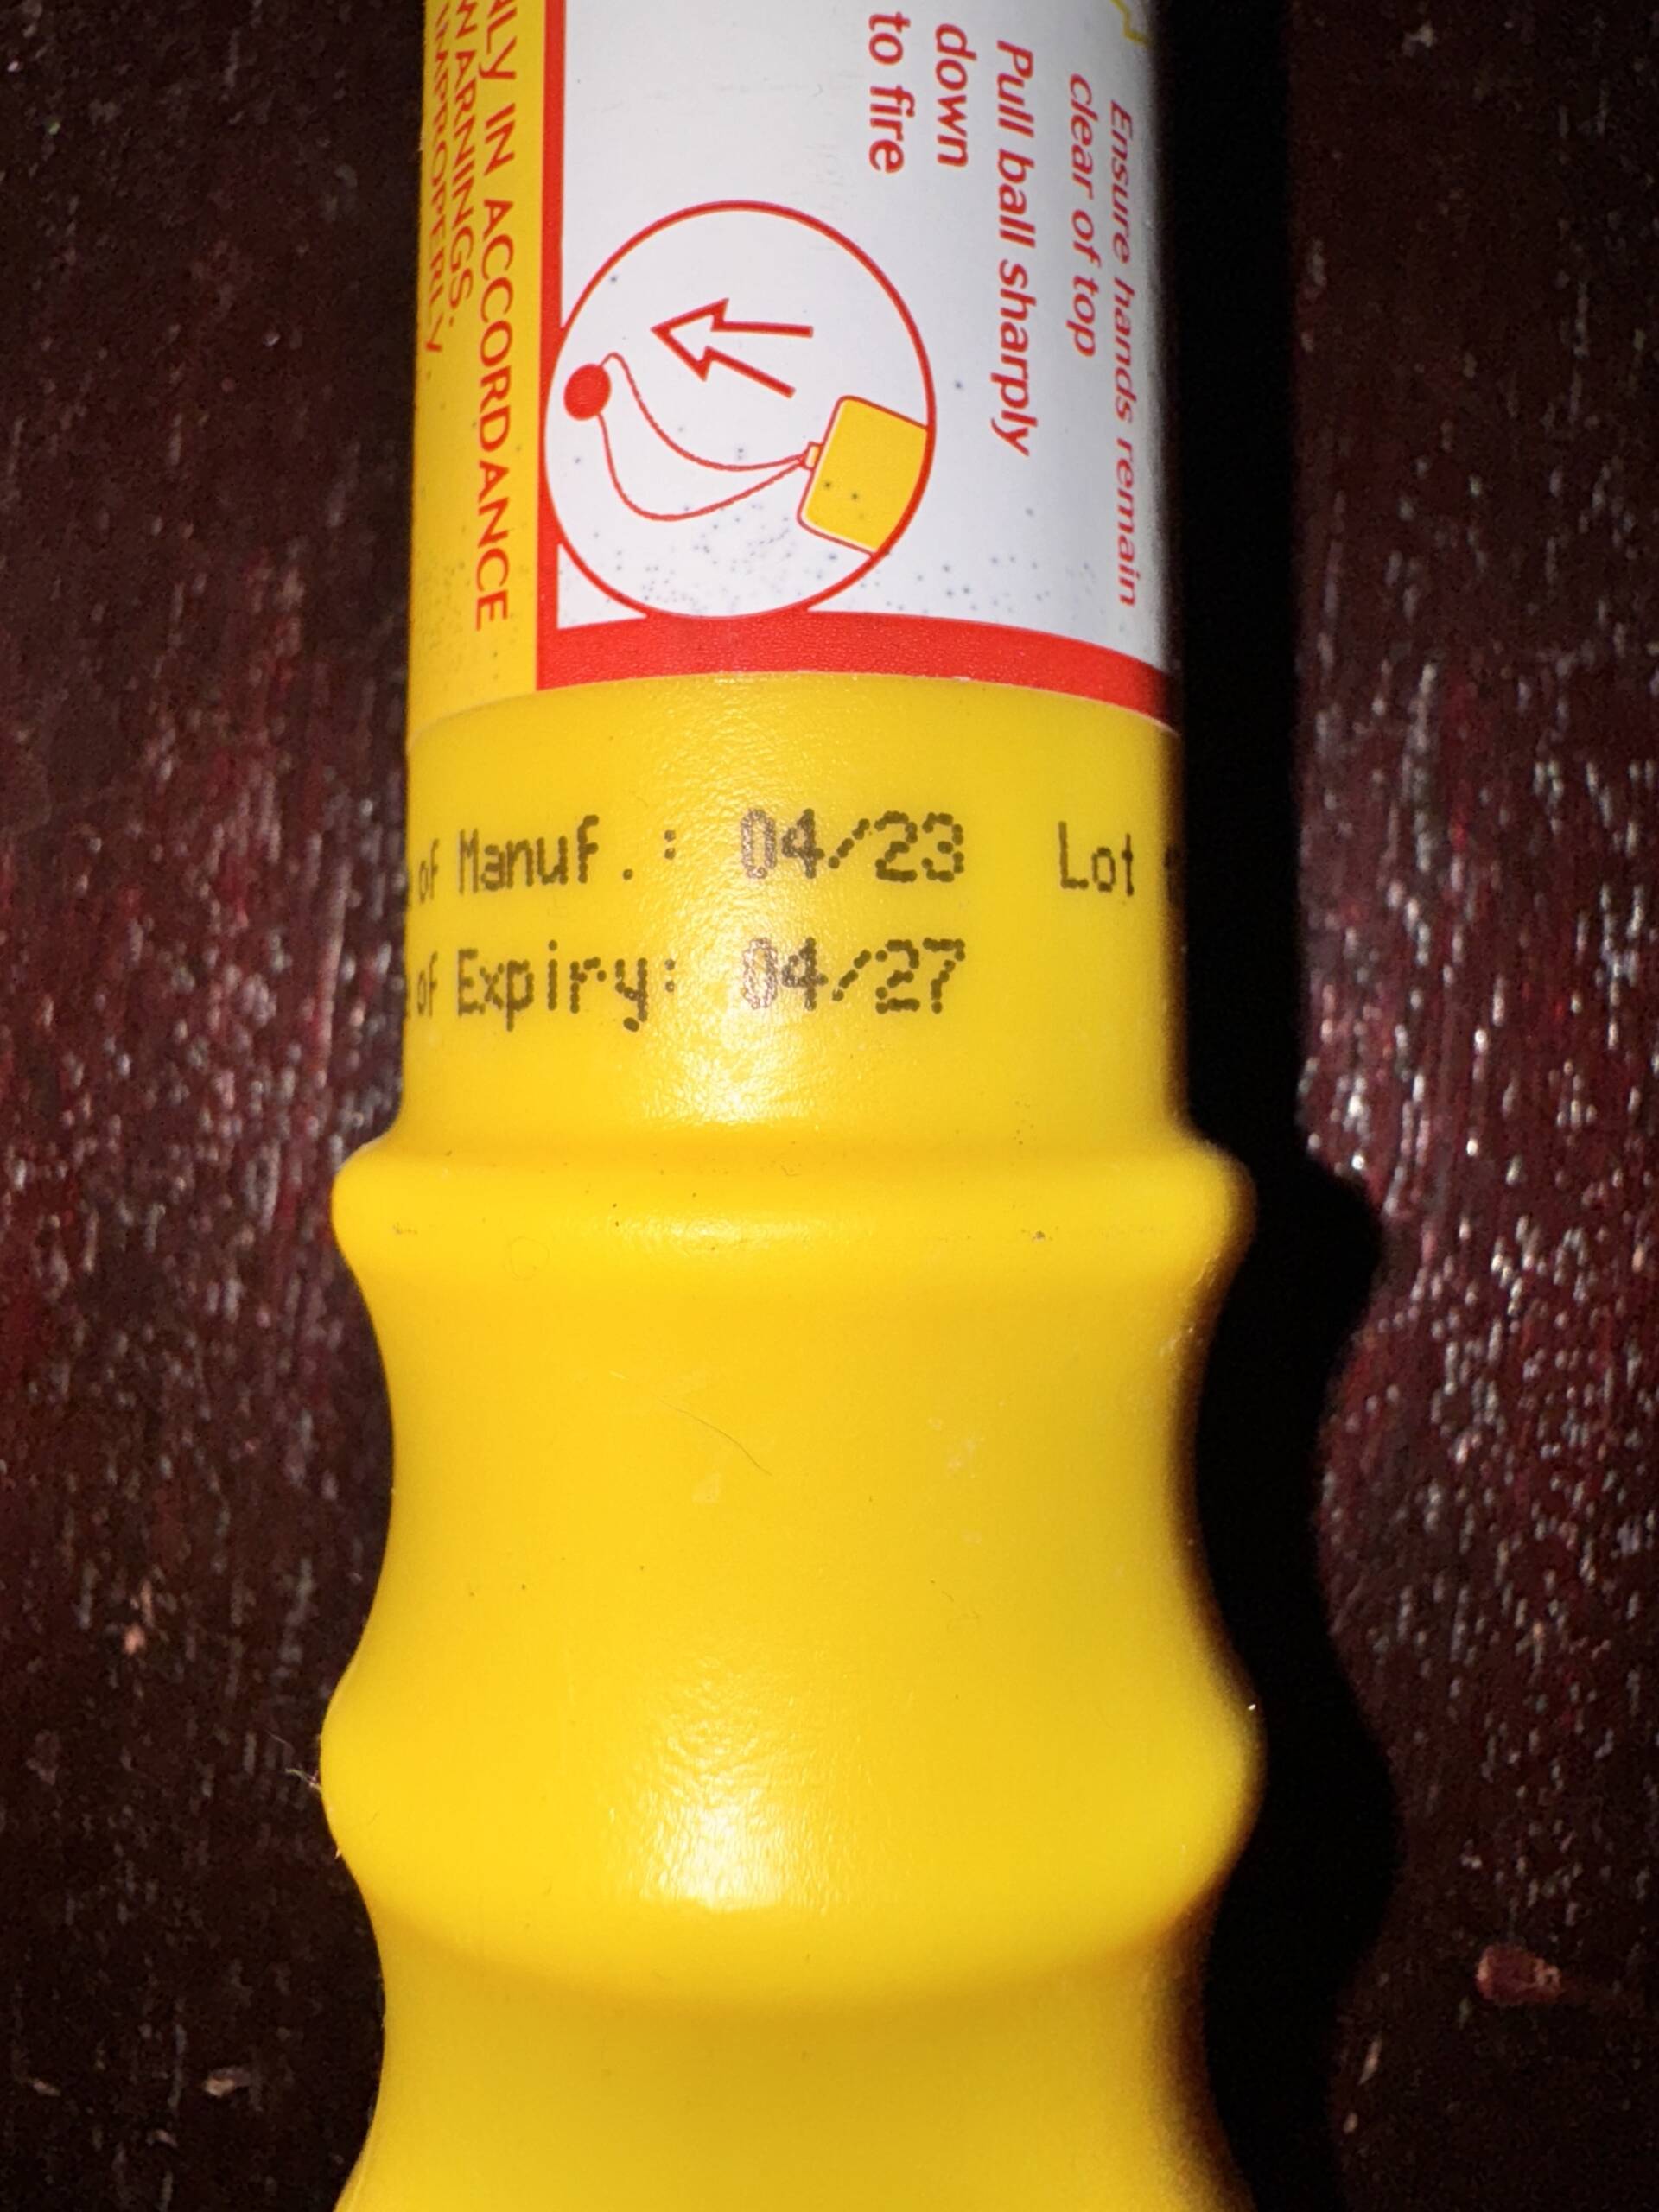 Ensure hands remain
clear of top
Pull ball sharply
down
to fire
IN ACCORDANCE
WARNINGS.
IMPROPERLY
of Manuf.: 04/23 Lot
of Expiry: 04/27